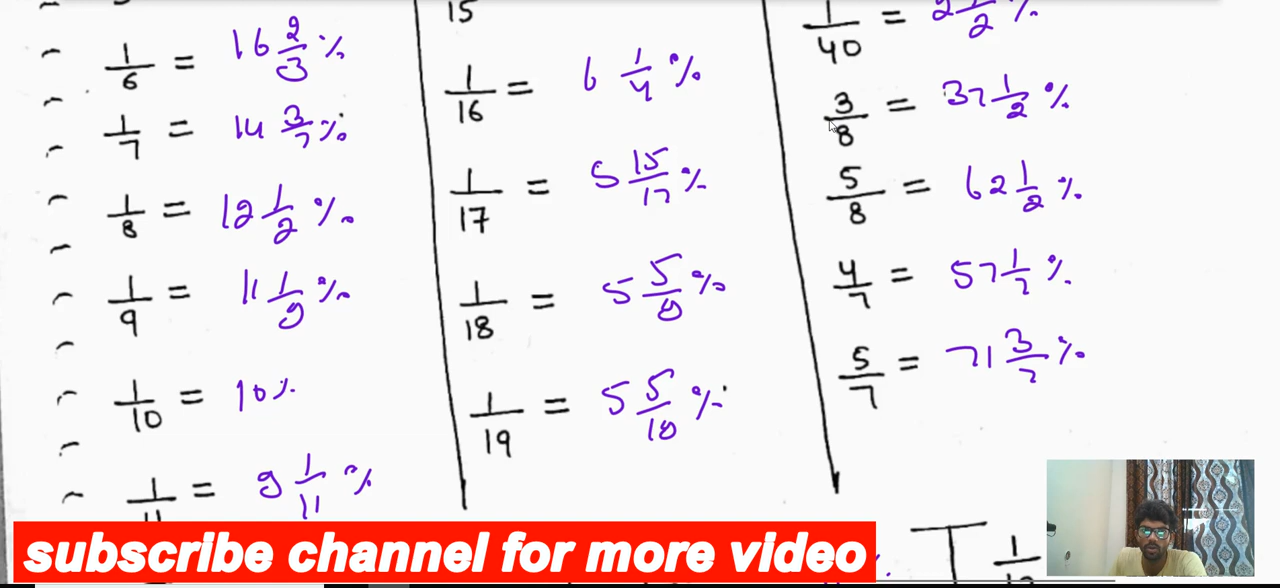 1/6 = 16 2/3 %
1/7 = 14 3/7 %
1/8 = 12 1/2 %
1/9 = 11 1/9 %
1/10 = 10%
1/11 = 9 1/11 %
15
1/16 = 6 1/4 %
1/17 = 5 15/17 %
1/18 = 5 5/9 %
1/19 = 5 5/19 %
1/40 = 2 1/2 %
3/8 = 37 1/2 %
5/8 = 62 1/2 %
4/7 = 57 1/7 %
5/7 = 71 3/7 %
subscribe channel for more video